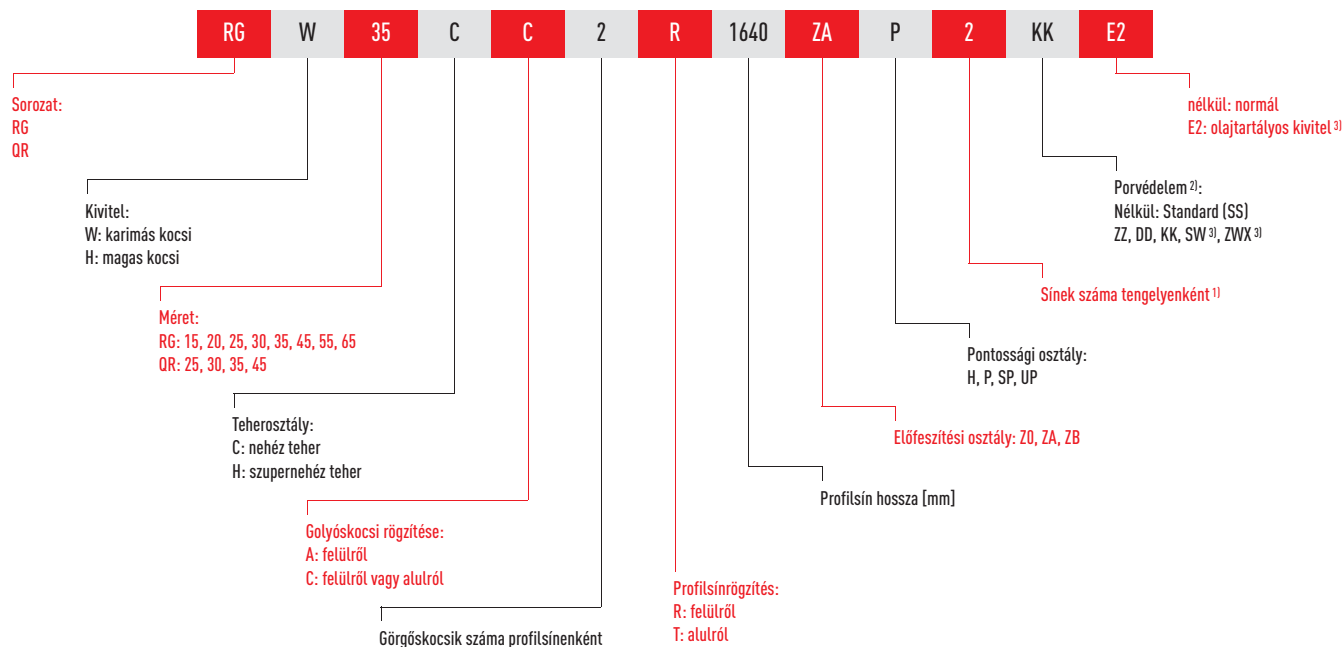 RG W 35 C C 2 R 1640 ZA P 2 KK E2
Sorozat:
RG
QR
nélkül: normál
E2: olajtartályos kivitel 3)
Kivitel:
W: karimás kocsi
H: magas kocsi
Porvédelem 2):
Nélkül: Standard (SS)
ZZ, DD, KK, SW 3), ZWX 3)
Méret:
RG: 15, 20, 25, 30, 35, 45, 55, 65
QR: 25, 30, 35, 45
Sínek száma tengelyenként 1)
Pontossági osztály:
H, P, SP, UP
Teherosztály:
C: nehéz teher
H: szupernehéz teher
Előfeszítési osztály: Z0, ZA, ZB
Profilsín hossza [mm]
Golyóskocsi rögzítése:
A: felülről
C: felülről vagy alulról
Profilsínrögzítés:
R: felülről
T: alulról
Görgőskocsik száma profilsínenként